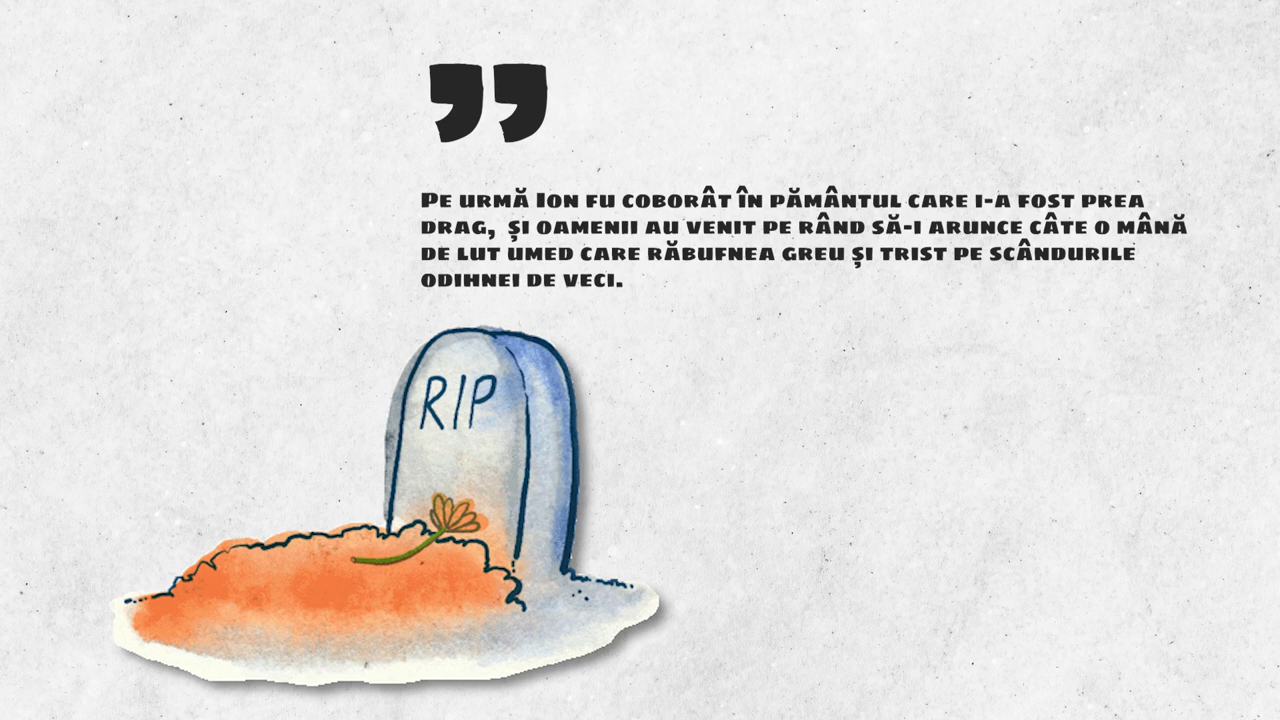 ”
Pe urmă Ion fu coborât în pământul care i-a fost prea
drag, și oamenii au venit pe rând să-i arunce câte o mână
de lut umed care răbufnea greu și trist pe scândurile
odihnei de veci.
RIP